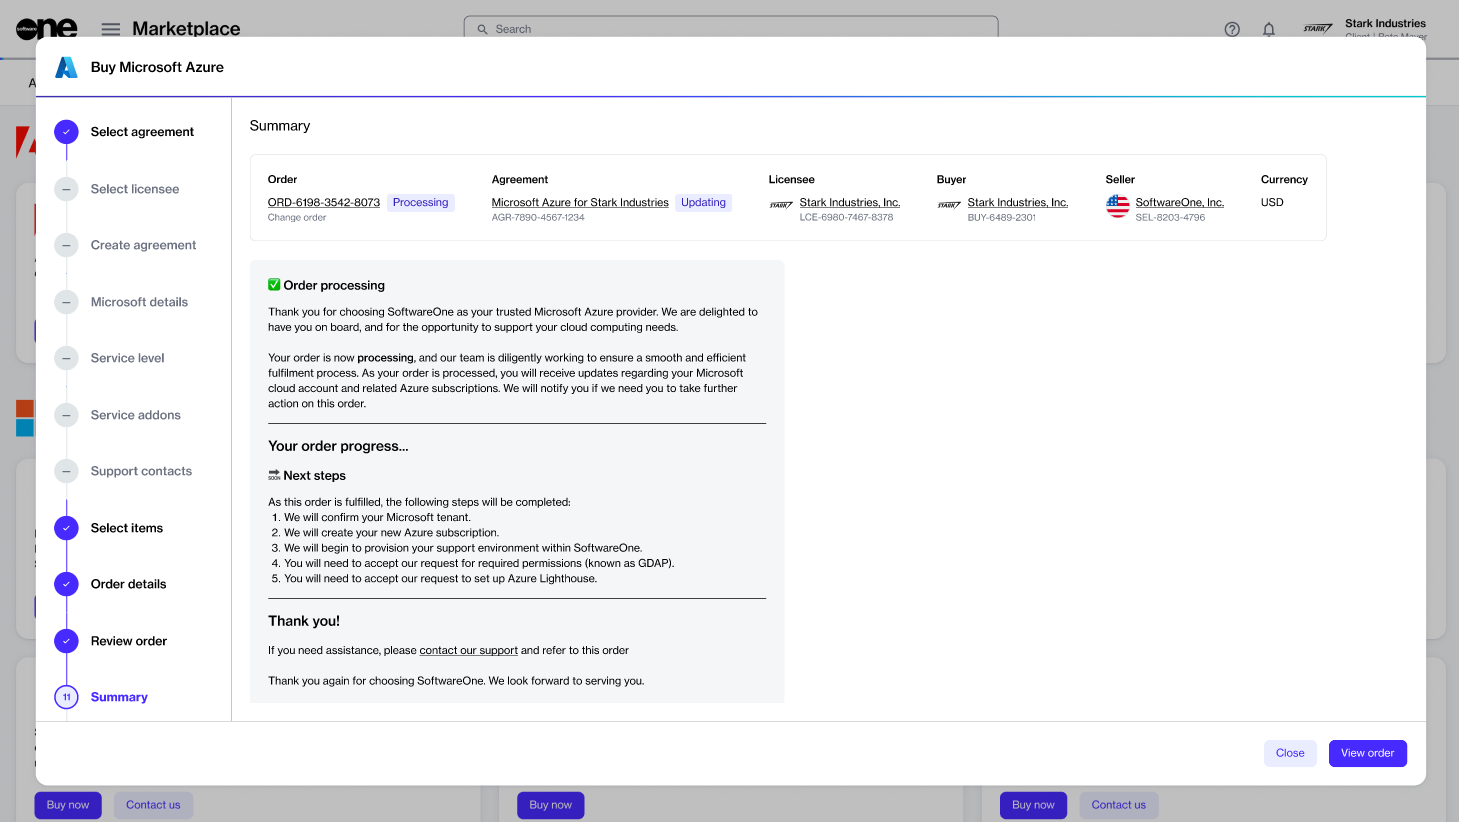 softwareone
Marketplace
Search
STARK
Stark Industries
Buy Microsoft Azure
Select agreement
Select licensee
Create agreement
Microsoft details
Service level
Service addons
Support contacts
Select items
Order details
Review order
11
Summary
Summary
Order
ORD-6198-3542-8073 Processing
Change order
Agreement
Microsoft Azure for Stark Industries Updating
AGR-7890-4567-1234
Licensee
STARK Stark Industries, Inc.
LCE-6980-7467-8378
Buyer
STARK Stark Industries, Inc.
BUY-6489-2301
Seller
SoftwareOne, Inc.
SEL-8203-4796
Currency
USD
✅ Order processing
Thank you for choosing SoftwareOne as your trusted Microsoft Azure provider. We are delighted to
have you on board, and for the opportunity to support your cloud computing needs.
Your order is now processing, and our team is diligently working to ensure a smooth and efficient
fulfilment process. As your order is processed, you will receive updates regarding your Microsoft
cloud account and related Azure subscriptions. We will notify you if we need you to take further
action on this order.
Your order progress...
🔜 Next steps
As this order is fulfilled, the following steps will be completed:
1. We will confirm your Microsoft tenant.
2. We will create your new Azure subscription.
3. We will begin to provision your support environment within SoftwareOne.
4. You will need to accept our request for required permissions (known as GDAP).
5. You will need to accept our request to set up Azure Lighthouse.
Thank you!
If you need assistance, please contact our support and refer to this order
Thank you again for choosing SoftwareOne. We look forward to serving you.
Close
View order
Buy now
Contact us
Buy now
Buy now
Contact us